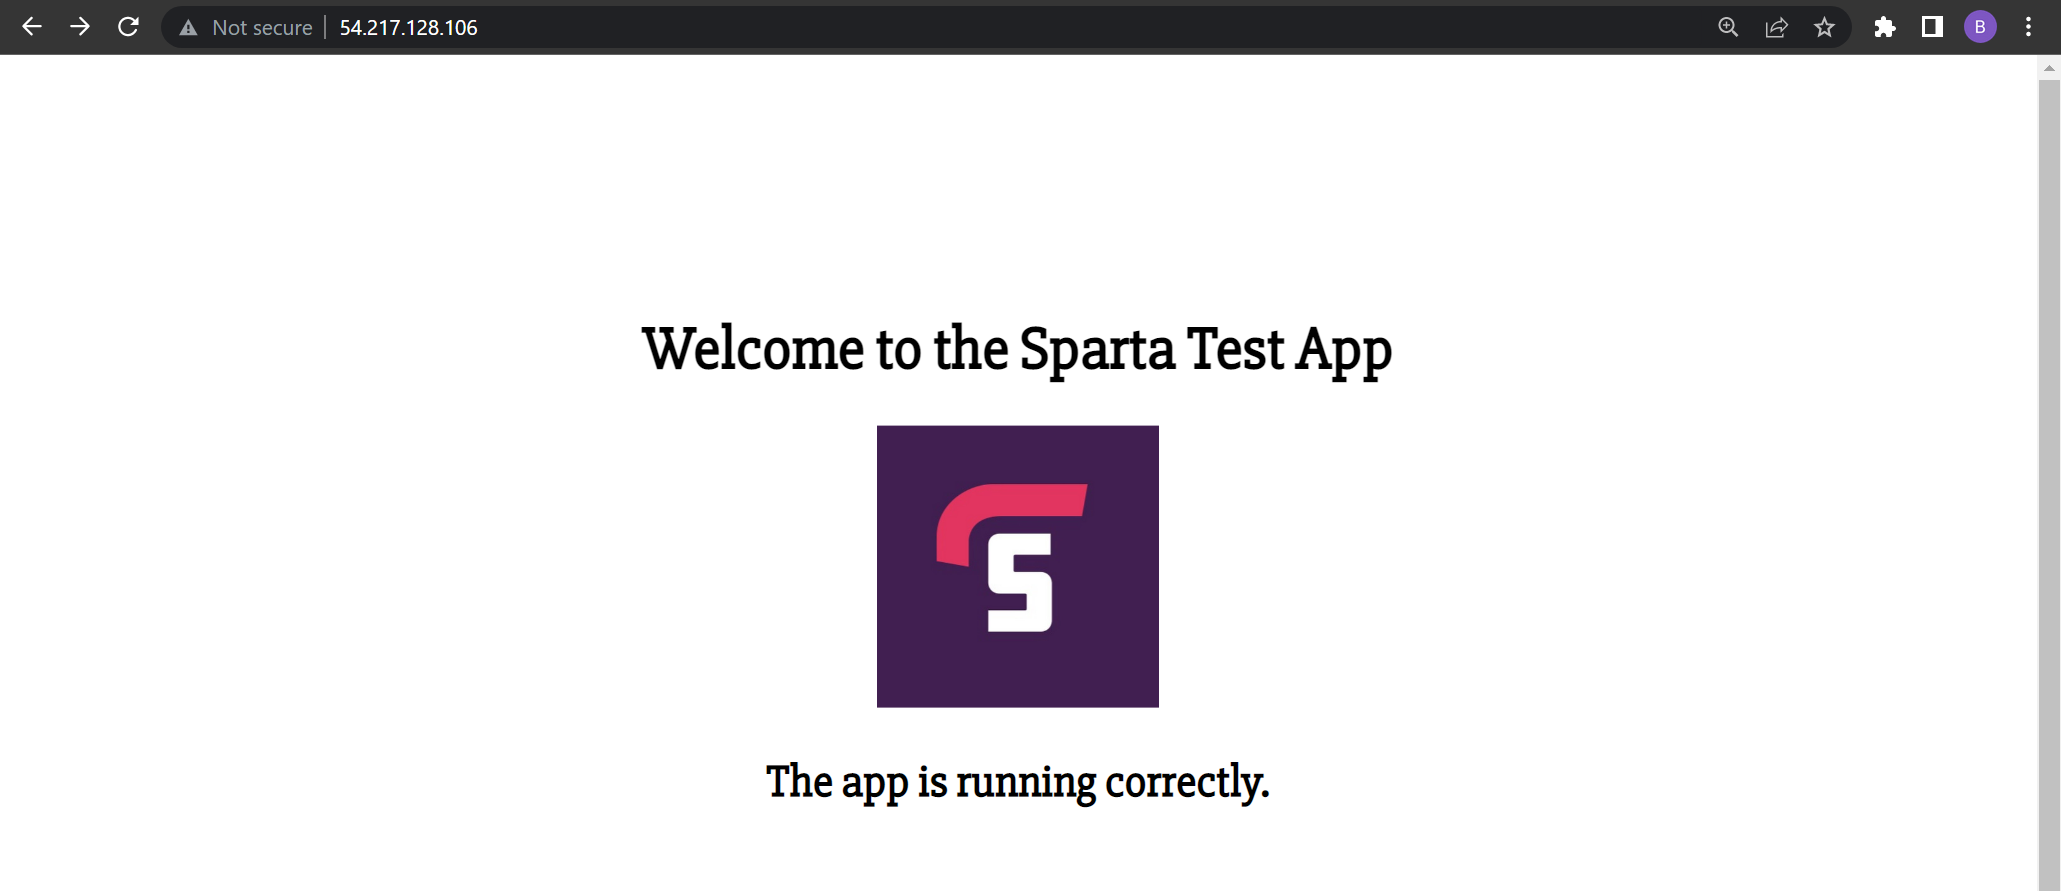 Not secure 54.217.128.106
B
Welcome to the Sparta Test App
S
The app is running correctly.